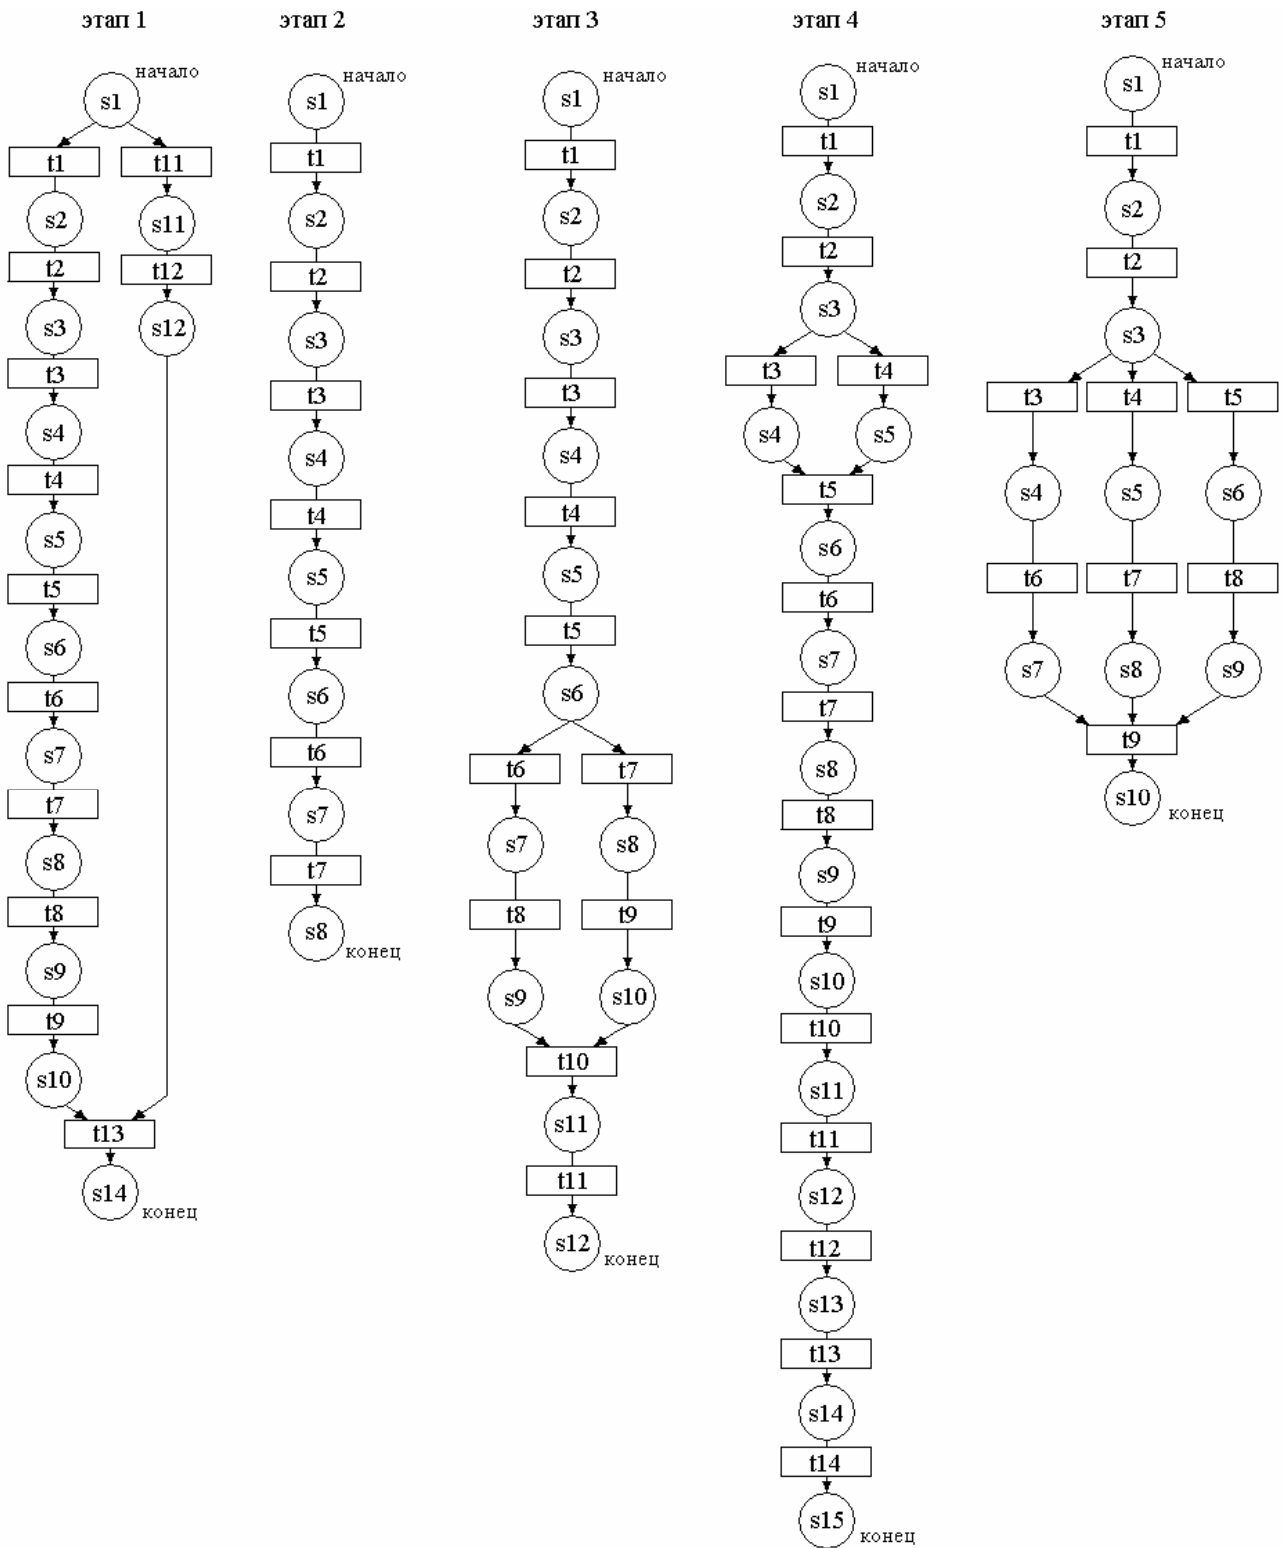 этап 1
начало
s1
t1
t11
s2
s11
t2
t12
s3
s12
t3
s4
t4
s5
t5
s6
t6
s7
t7
s8
t8
s9
t9
s10
t13
s14
конец
этап 2
начало
s1
t1
s2
t2
s3
t3
s4
t4
s5
t5
s6
t6
s7
t7
s8
конец
этап 3
начало
s1
t1
s2
t2
s3
t3
s4
t4
s5
t5
s6
t6
t7
s7
s8
t8
t9
s9
s10
t10
s11
t11
s12
конец
этап 4
начало
s1
t1
s2
t2
s3
t3
t4
s4
s5
t5
s6
t6
s7
t7
s8
t8
s9
t9
s10
t10
s11
t11
s12
t12
s13
t13
s14
t14
s15
конец
этап 5
начало
s1
t1
s2
t2
s3
t3
t4
t5
s4
s5
s6
t6
t7
t8
s7
s8
s9
t9
s10
конец